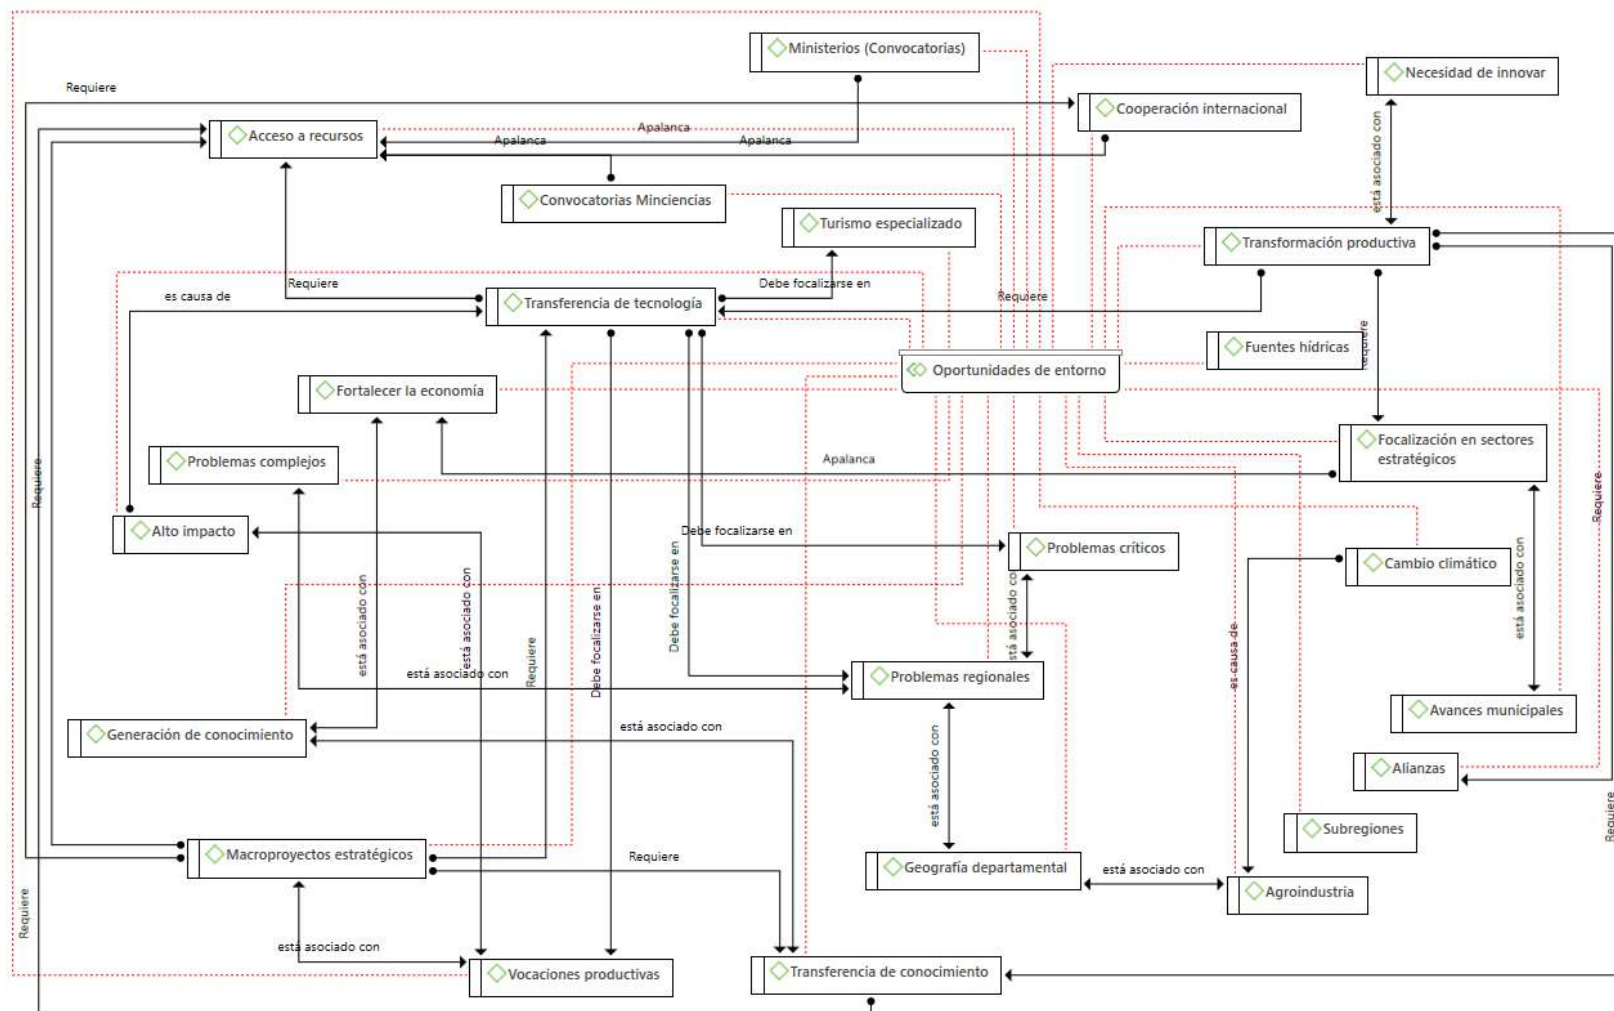 Ministerios (Convocatorias)
Necesidad de innovar
Requiere
Cooperación internacional
Acceso a recursos
Apalanca
Apalanca
Apalanca
está asociado con
Convocatorias Minciencias
Turismo especializado
Transformación productiva
Requiere
Debe focalizarse en
es causa de
Transferencia de tecnología
Requiere
Fuentes hídricas
Requiere
Oportunidades de entorno
Fortalecer la economía
Focalización en sectores
estratégicos
Problemas complejos
Apalanca
Requiere
Requiere
Alto impacto
Debe focalizarse en
Problemas críticos
Cambio climático
está asociado con
está asociado con
está asociado con
Debe focalizarse en
Debe focalizarse en
Requiere
está asociado co
está asociado con
es causa de
Problemas regionales
Avances municipales
Generación de conocimiento
está asociado con
está asociado con
Alianzas
Requiere
Subregiones
Macroproyectos estratégicos
Requiere
Geografía departamental
está asociado con
Agroindustria
Requiere
está asociado con
Vocaciones productivas
Transferencia de conocimiento